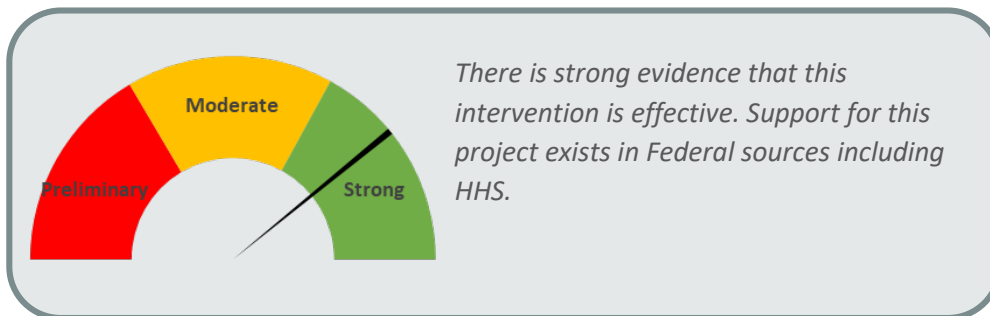 Moderate
Preliminary
Strong
There is strong evidence that this
intervention is effective. Support for this
project exists in Federal sources including
HHS.